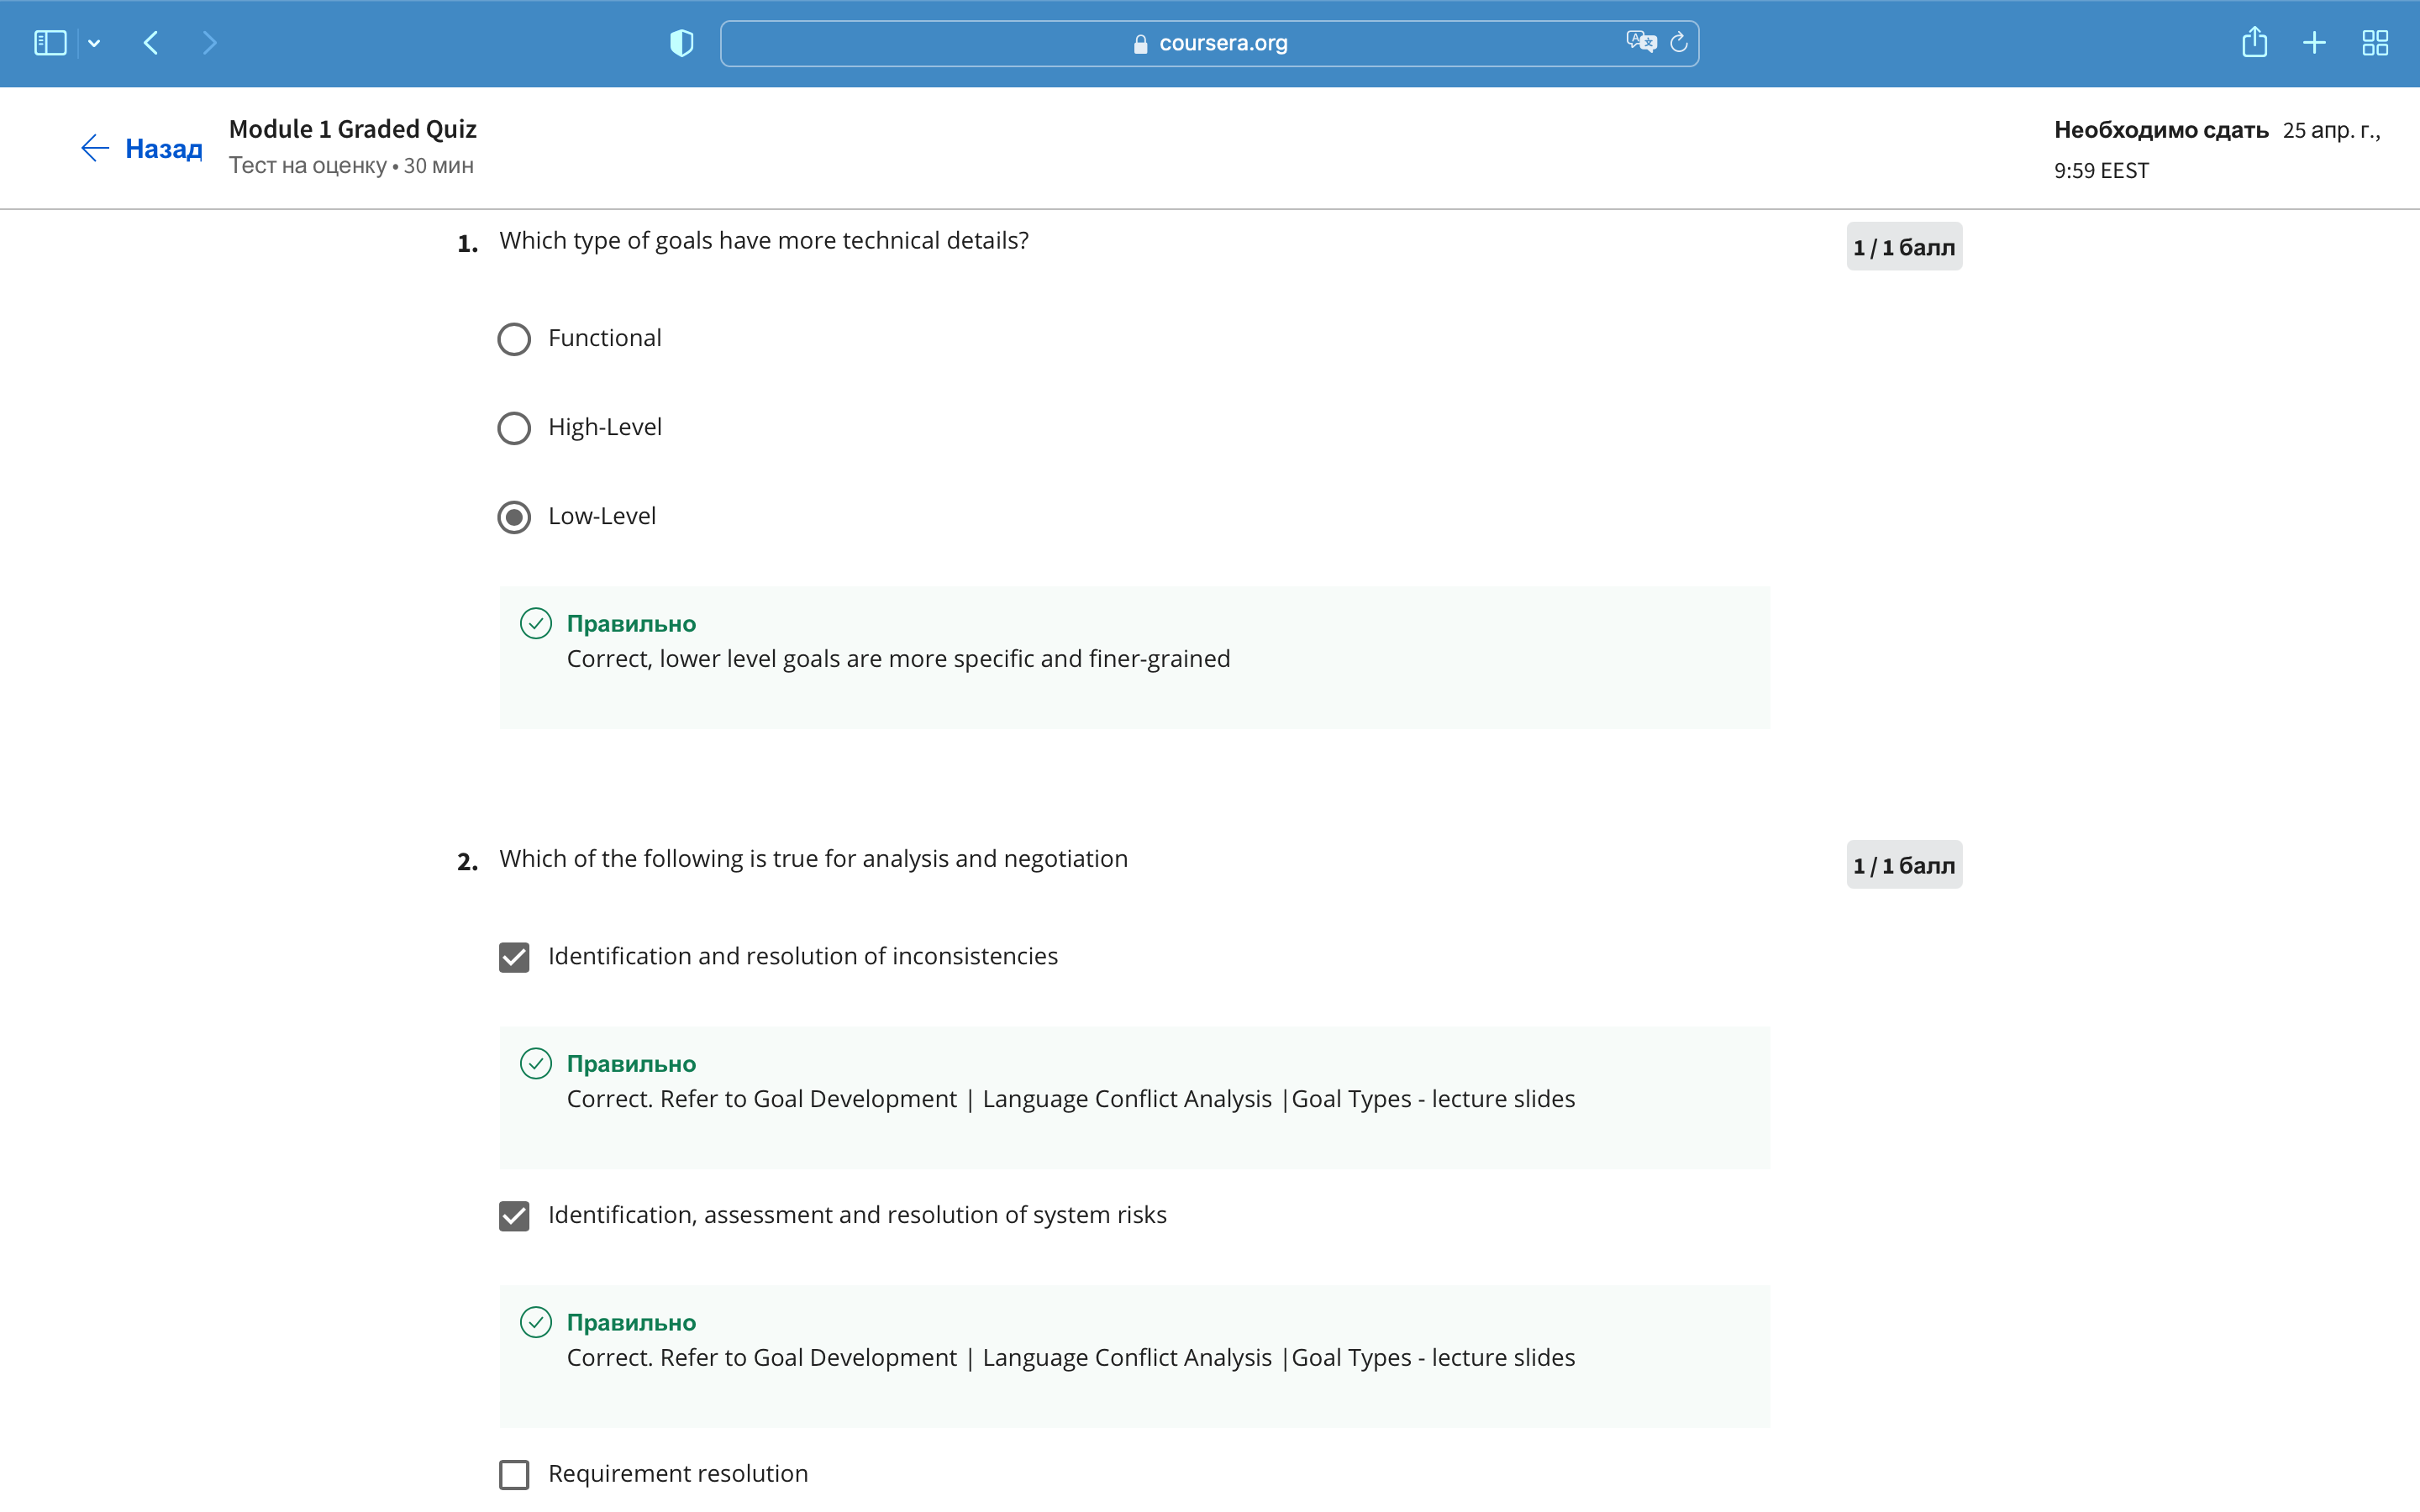 coursera.org
Назад
Module 1 Graded Quiz
Тест на оценку • 30 мин
Необходимо сдать 25 апр. г.,
9:59 EEST
1. Which type of goals have more technical details?
1 / 1 балл
Functional
High-Level
Low-Level
Правильно
Correct, lower level goals are more specific and finer-grained
2. Which of the following is true for analysis and negotiation
1 / 1 балл
Identification and resolution of inconsistencies
Правильно
Correct. Refer to Goal Development | Language Conflict Analysis |Goal Types - lecture slides
Identification, assessment and resolution of system risks
Правильно
Correct. Refer to Goal Development | Language Conflict Analysis |Goal Types - lecture slides
Requirement resolution